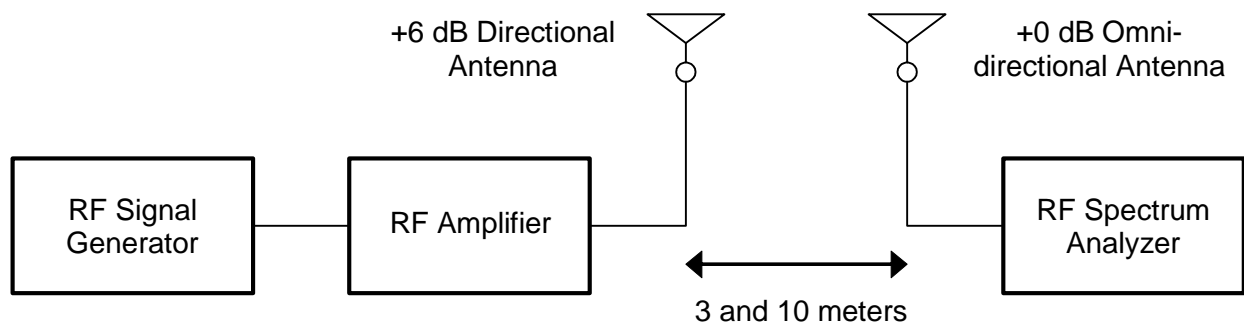 +6 dB Directional
Antenna
+0 dB Omni-
directional Antenna
RF Signal
Generator
RF Amplifier
RF Spectrum
Analyzer
3 and 10 meters